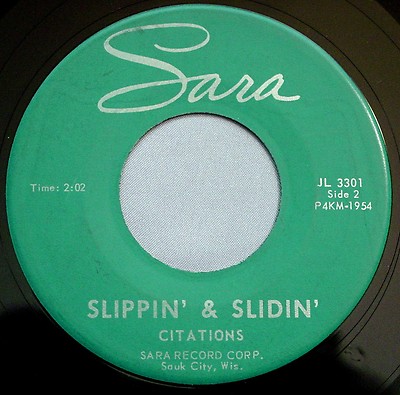 Sara
Time: 2:02
JL 3301
Side 2
P4KM-1954
SLIPPIN' & SLIDIN'
CITATIONS
SARA RECORD CORP.
Sauk City, Wis.